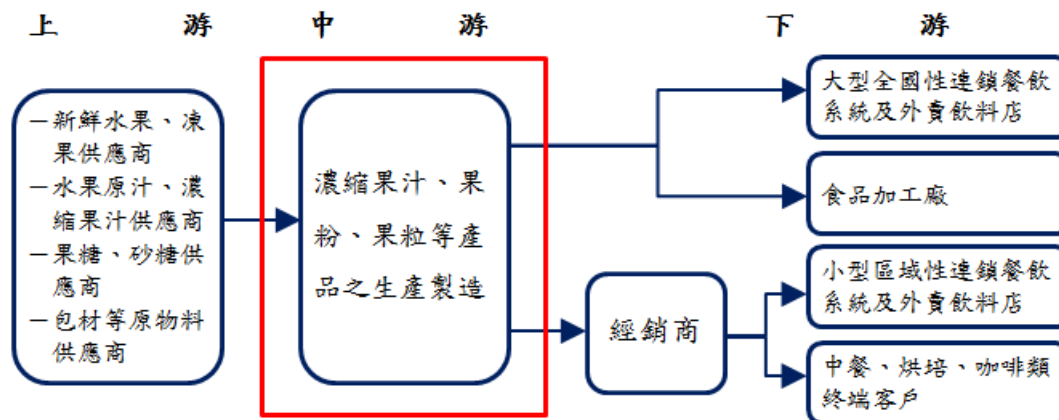 上游
中游
下游
－新鮮水果、凍
果供應商
－水果原汁、濃
縮果汁供應商
－果糖、砂糖供
應商
－包材等原物料
供應商
濃縮果汁、果
粉、果粒等產
品之生產製造
經銷商
大型全國性連鎖餐飲
系統及外賣飲料店
食品加工廠
小型區域性連鎖餐飲
系統及外賣飲料店
中餐、烘培、咖啡類
終端客戶